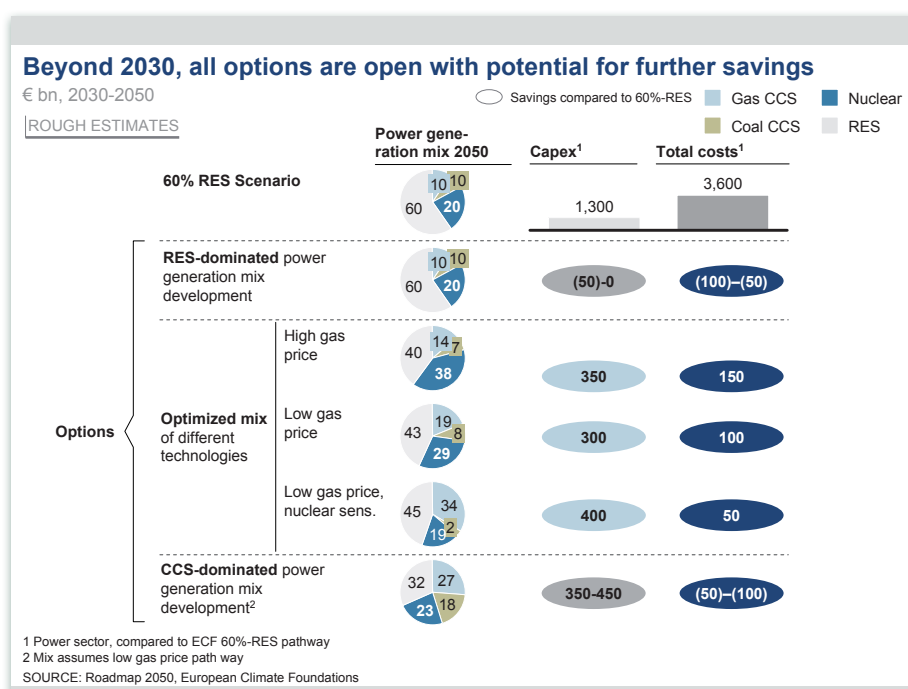 Beyond 2030, all options are open with potential for further savings
€ bn, 2030-2050
Savings compared to 60%-RES
Gas CCS
Nuclear
Coal CCS
RES
ROUGH ESTIMATES
Power gene-
ration mix 2050
Capex1
Total costs1
60% RES Scenario
10
10
60
20
1,300
3,600
Options
RES-dominated power
generation mix
development
10
10
60
20
(50)-0
(100)–(50)
Optimized mix
of different
technologies
High gas
price
14
7
40
38
350
150
Low gas
price
19
43
8
29
300
100
Low gas price,
nuclear sens.
45
34
19
2
400
50
CCS-dominated power
generation mix
development2
32
27
23
18
350-450
(50)–(100)
1 Power sector, compared to ECF 60%-RES pathway
2 Mix assumes low gas price path way
SOURCE: Roadmap 2050, European Climate Foundations